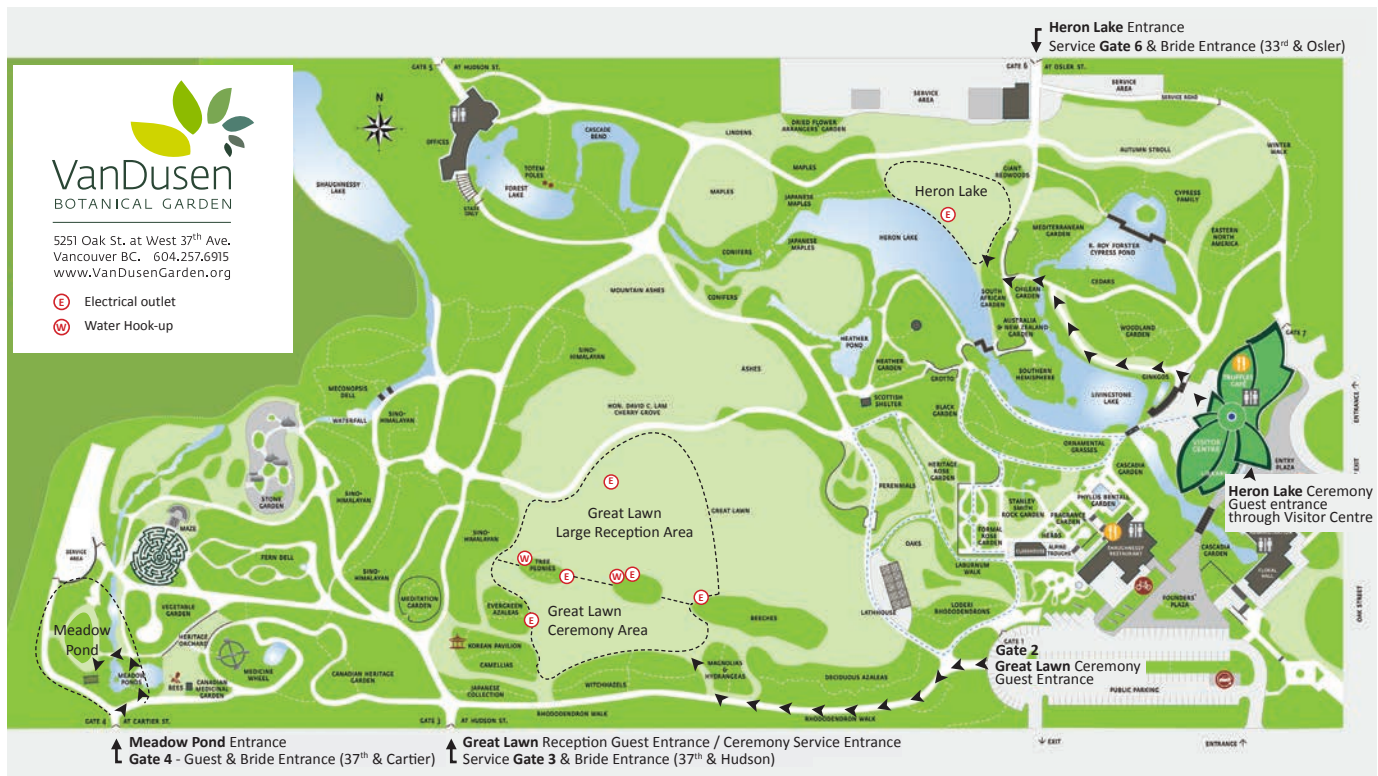 Heron Lake Entrance
Service Gate 6 & Bride Entrance (33rd & Osler)
VanDusen
BOTANICAL GARDEN
5251 Oak St. at West 37th Ave.
Vancouver BC.   604.257.6915
www.VanDusenGarden.org
E Electrical outlet
W Water Hook-up
GATE 5
AT HUDSON ST.
N
OFFICES
STAFF
ONLY
SHAUGHNESSY
LAKE
TOTEM
POLES
FOREST
LAKE
CASCADE
BEND
LINDENS
DRIED FLOWER
ARRANGERS' GARDEN
SERVICE
AREA
GATE 6
AT OSLER ST.
SERVICE
AREA
SERVICE ROAD
WINTER
WALK
AUTUMN STROLL
MAPLES
MAPLES
JAPANESE
MAPLES
JAPANESE
MAPLES
Heron Lake
E
GIANT
REDWOODS
CYPRESS
FAMILY
EASTERN
NORTH
AMERICA
MEDITERRANEAN
GARDEN
R. ROY FORSTER
CYPRESS POND
CEDARS
HERON LAKE
CONIFERS
CONIFERS
MOUNTAIN ASHES
SOUTH
AFRICAN
GARDEN
CHILEAN
GARDEN
AUSTRALIA
& NEW ZEALAND
GARDEN
WOODLAND
GARDEN
GATE 7
SINO-
HIMALAYAN
ASHES
HEATHER
POND
HEATHER
GARDEN
GROTTO
SOUTHERN
HEMISPHERE
GINKGOS
LIVINGSTONE
LAKE
TRUFFLES
CAFÉ
VISITOR
CENTRE
ENTRANCE
MECONOPSIS
DELL
WATERFALL
SINO-
HIMALAYAN
HON. DAVID C. LAM
CHERRY GROVE
SCOTTISH
SHELTER
BLACK
GARDEN
ORNAMENTAL
GRASSES
CASCADIA
GARDEN
ENTRY
PLAZA
EXIT
Heron Lake Ceremony
Guest entrance
through Visitor Centre
STONE
GARDEN
SINO-
HIMALAYAN
E
Great Lawn
Large Reception Area
GREAT LAWN
PERENNIALS
HERITAGE
ROSE
GARDEN
STANLEY
SMITH
ROCK GARDEN
PHYLLIS BENTALL
GARDEN
FRAGRANCE
GARDEN
FORMAL
ROSE
GARDEN
HERBS
ALPINE
TROUGHS
SHAUGHNESSY
RESTAURANT
CASCADIA
GARDEN
FLORAL
HALL
MAZE
SERVICE
AREA
FERN DELL
SINO-
HIMALAYAN
SINO-
HIMALAYAN
W
TREE
PEONIES
E
W
E
E
E
OAKS
LABURNUM
WALK
LATHHOUSE
LODERI
RHODODENDRONS
FOUNDERS'
PLAZA
OAK STREET
MEDITATION
GARDEN
EVERGREEN
AZALEAS
Great Lawn
Ceremony Area
BEECHES
VEGETABLE
GARDEN
HERITAGE
ORCHARD
Meadow
Pond
MEADOW
PONDS
BEES
CANADIAN
MEDICINAL
GARDEN
MEDICINE
WHEEL
CANADIAN HERITAGE
GARDEN
KOREAN PAVILION
CAMELLIAS
JAPANESE
COLLECTION
WITCHHAZELS
MAGNOLIAS
&
HYDRANGEAS
DECIDUOUS AZALEAS
GATE 1
Gate 2
Great Lawn Ceremony
Guest Entrance
PUBLIC PARKING
GATE 4
AT CARTIER ST.
GATE 3
AT HUDSON ST.
RHODODENDRON WALK
RHODODENDRON WALK
EXIT
ENTRANCE
Meadow Pond Entrance
Gate 4 - Guest & Bride Entrance (37th & Cartier)
Great Lawn Reception Guest Entrance / Ceremony Service Entrance
Service Gate 3 & Bride Entrance (37th & Hudson)